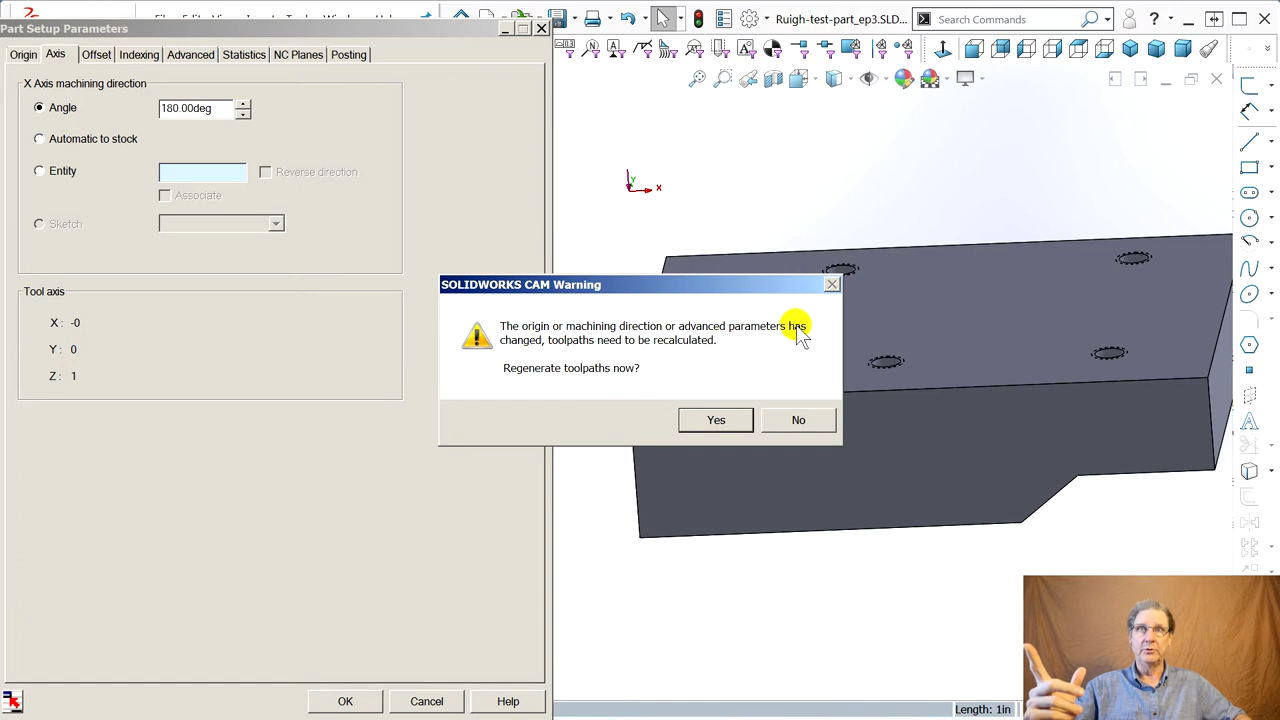 Ruigh-test-part_ep3.SLD...
Search Commands
?
Part Setup Parameters
Origin
Axis
Offset
Indexing
Advanced
Statistics
NC Planes
Posting
X Axis machining direction
Angle
180.00deg
Automatic to stock
Entity
Reverse direction
Associate
Sketch
Tool axis
X: -0
Y: 0
Z: 1
Y
X
SOLIDWORKS CAM Warning
The origin or machining direction or advanced parameters has
changed, toolpaths need to be recalculated.
Regenerate toolpaths now?
Yes
No
OK
Cancel
Help
Length: 1in